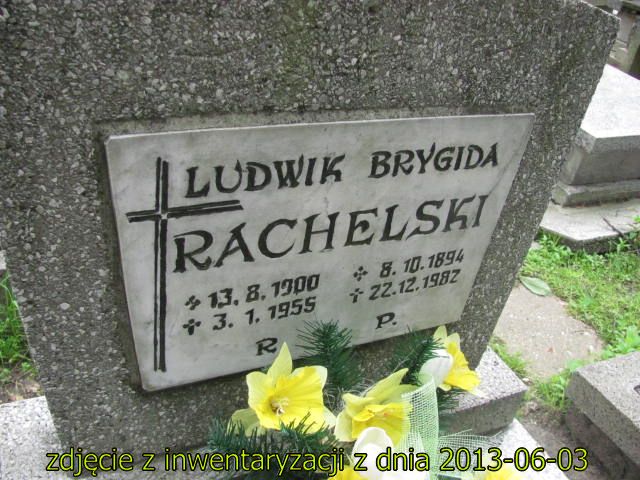 LUDWIK BRYGIDA
RACHELSKI
* 13. 8. 1900 * 8. 10. 1894
✝ 3. 1. 1955 ✝ 22. 12. 1982
R. P.
zdjęcie z inwentaryzacji z dnia 2013-06-03